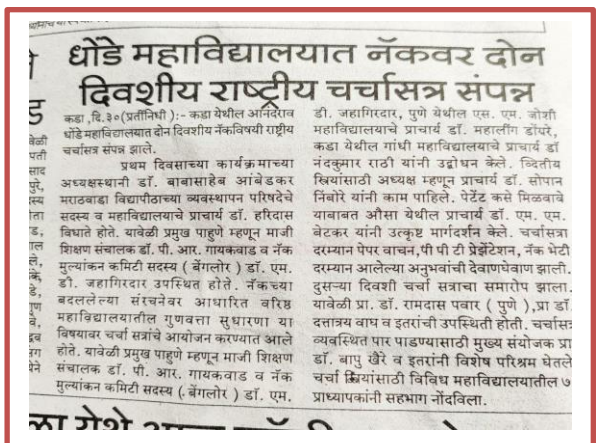 धोंडे महाविद्यालयात नॅकवर दोन
दिवशीय राष्ट्रीय चर्चासत्र संपन्न
कडा ,दि.३०(प्रतींनिधी):- कडा येथील आनंदराव
धोंडे महाविद्यालयात दोन दिवशीय नॅकविषयी राष्ट्रीय
चर्चासत्र संपन्न झाले.
प्रथम दिवसाच्या कार्यक्रमाच्या
अध्यक्षस्थानी डॉ. बाबासाहेब आंबेडकर
मराठवाडा विद्यापीठाच्या व्यवस्थापन परिषदेचे
सदस्य व महाविद्यालयाचे प्राचार्य डॉ. हरिदास
विधाते होते. यावेळी प्रमुख पाहुणे म्हणून माजी
शिक्षण संचालक डॉ. पी. आर. गायकवाड व नॅक
मुल्यांकन कमिटी सदस्य ( बेंगलोर ) डॉ. एम.
डी. जहागिरदार उपस्थित होते. नॅकच्या
बदललेल्या संरचनेवर आधारित वरिष्ठ
महाविद्यालयातील गुणवत्ता सुधारणा या
विषयावर चर्चा सत्रांचे आयोजन करण्यात आले
होते. यावेळी प्रमुख पाहुणे म्हणून माजी शिक्षण
संचालक डॉ. पी. आर. गायकवाड व नॅक
मुल्यांकन कमिटी सदस्य (. बेंगलोर ) डॉ. एम.
डी. जहागिरदार, पुणे येथील एस. एम. जोशी
महाविद्यालयाचे प्राचार्य डॉ. महालींग ढोंपरे,
कडा येथील गांधी महाविद्यालयाचे प्राचार्य डॉ
नंदकुमार राठी यांनी उद्बोधन केले. व्दितीय
स्त्रियांसाठी अध्यक्ष म्हणून प्राचार्य डॉ. सोपान
निंबोरे यांनी काम पाहिले. पेटेंट कसे मिळवावे
याबाबत औसा येथील प्राचार्य डॉ. एम. एम.
बेटकर यांनी उत्कृष्ट मार्गदर्शन केले. चर्चासत्रा
दरम्यान पेपर वाचन,पी पी टी प्रेझेंटेशन, नॅक भेटी
दरम्यान आलेल्या अनुभवांची देवाणघेवाण झाली.
दुसऱ्या दिवशी चर्चा सत्राचा समारोप झाला.
यावेळी प्रा. डॉ. रामदास पवार ( पुणे ),प्रा डॉ.
दत्तात्रय वाघ व इतरांची उपस्थिती होती. चर्चासत्र
व्यवस्थित पार पाडण्यासाठी मुख्य संयोजक प्रा
डॉ. बापु खैरे व इतरांनी विशेष परिश्रम घेतले
चर्चा स्त्रियांसाठी विविध महाविद्यालयातील ७
प्राध्यापकांनी सहभाग नोंदविला.